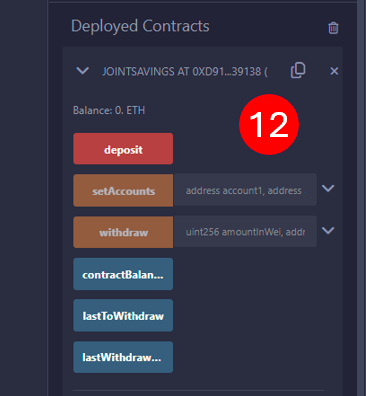 Deployed Contracts
JOINTSAVINGS AT 0XD91...39138 (
Balance: 0. ETH
12
deposit
setAccounts address account1, address
withdraw uint256 amountInWei, addr
contractBalan...
lastToWithdraw
lastWithdraw...